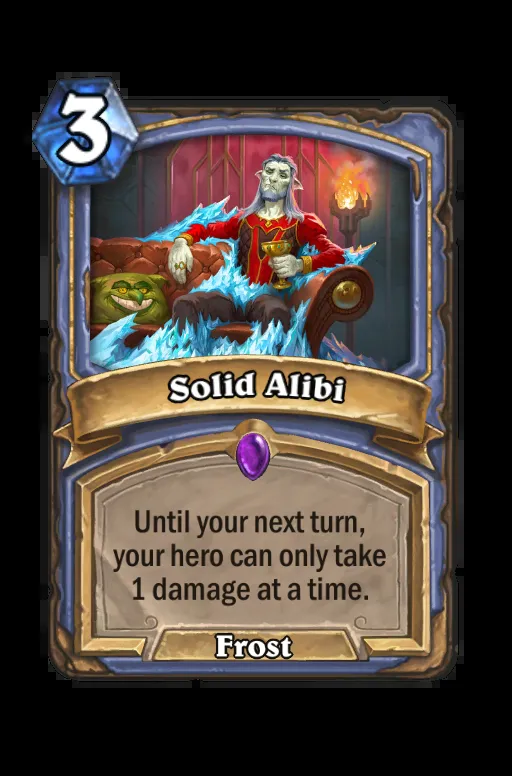 3
Solid Alibi
Until your next turn,
your hero can only take
1 damage at a time.
Frost